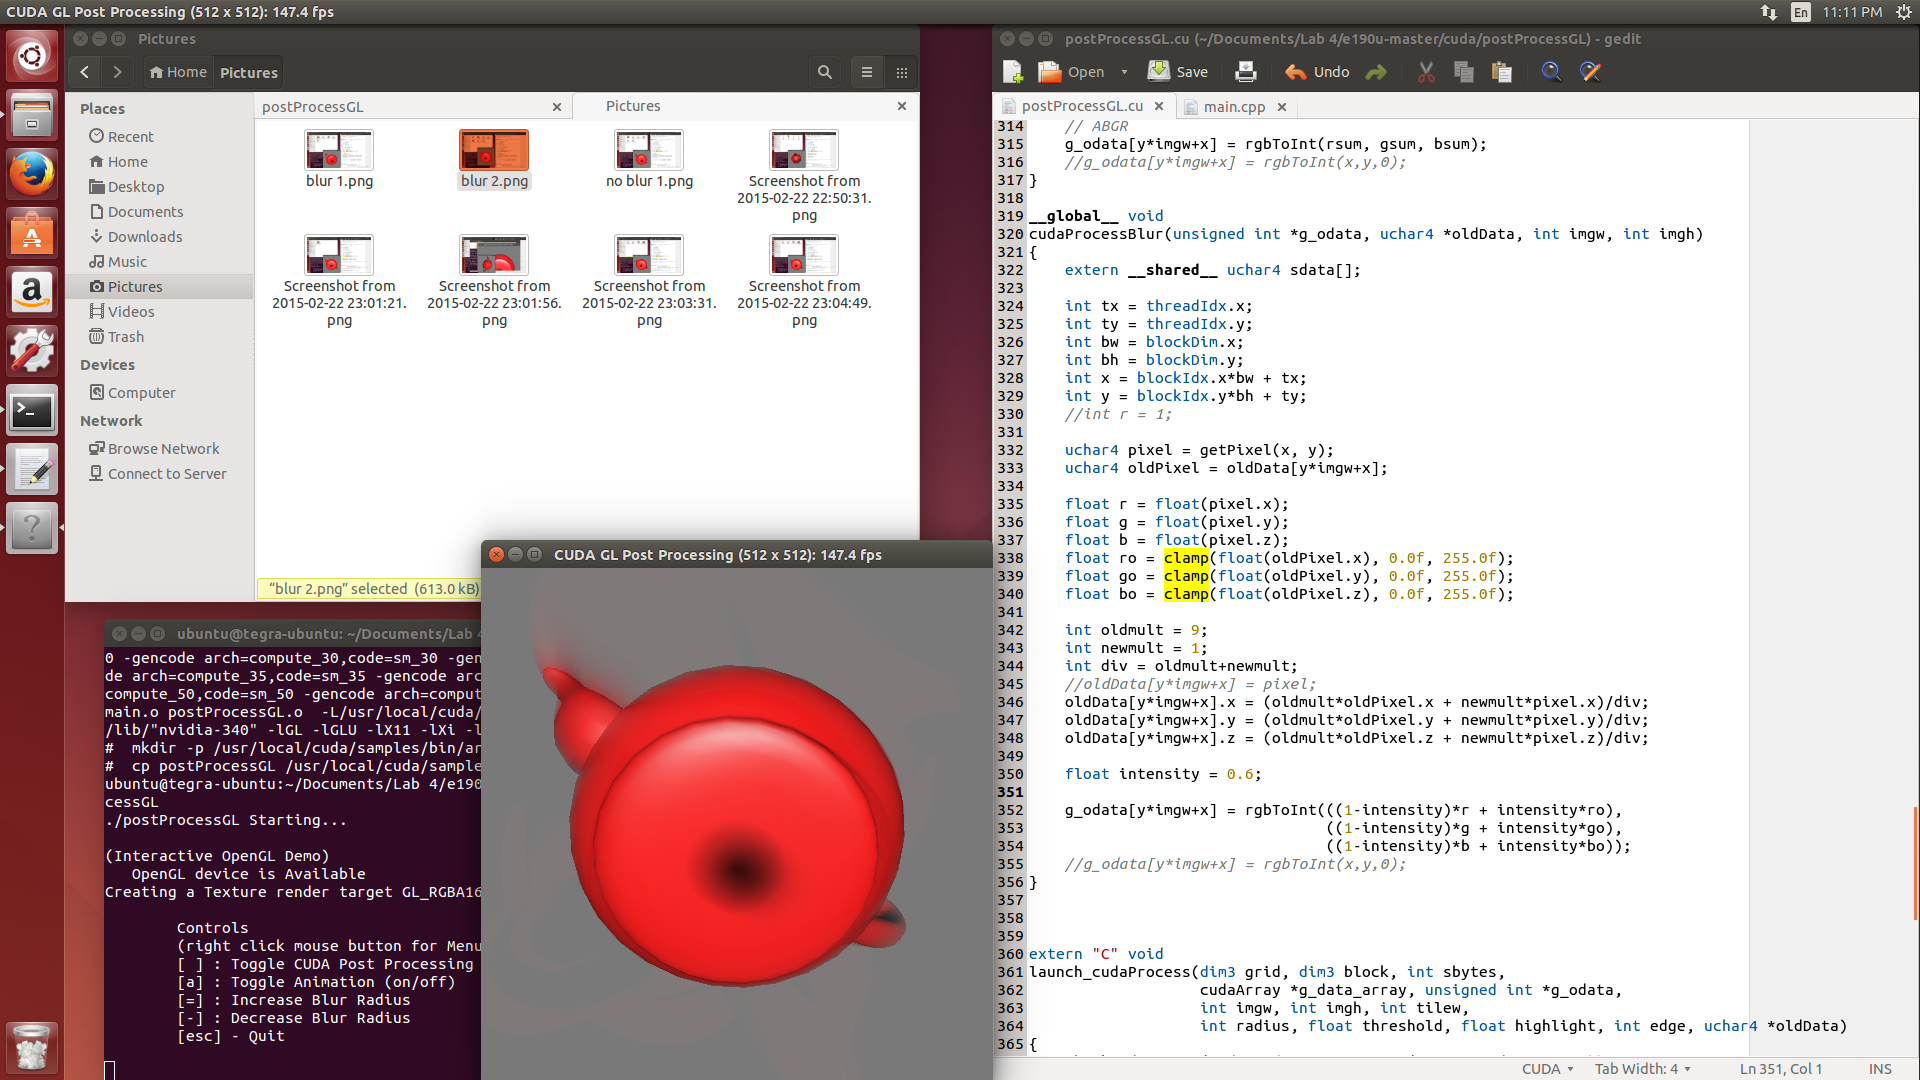 CUDA GL Post Processing (512 x 512): 147.4 fps
En
11:11 PM
Pictures
Home
Pictures
Places
Recent
Home
Desktop
Documents
Downloads
Music
Pictures
Videos
Trash
Devices
Computer
Network
Browse Network
Connect to Server
postProcessGL
Pictures
blur 1.png
blur 2.png
no blur 1.png
Screenshot from
2015-02-22 22:50:31.
png
Screenshot from
2015-02-22 23:01:21.
png
Screenshot from
2015-02-22 23:01:56.
png
Screenshot from
2015-02-22 23:03:31.
png
Screenshot from
2015-02-22 23:04:49.
png
“blur 2.png” selected (613.0 kB)
ubuntu@tegra-ubuntu: ~/Documents/Lab 4
0 -gencode arch=compute_30,code=sm_30 -gen
de arch=compute_35,code=sm_35 -gencode arc
compute_50,code=sm_50 -gencode arch=comput
main.o postProcessGL.o  -L/usr/local/cuda/
/lib/"nvidia-340" -lGL -lGLU -lX11 -lXi -l
#  mkdir -p /usr/local/cuda/samples/bin/ar
#  cp postProcessGL /usr/local/cuda/sample
ubuntu@tegra-ubuntu:~/Documents/Lab 4/e190
cessGL
./postProcessGL Starting...
(Interactive OpenGL Demo)
OpenGL device is Available
Creating a Texture render target GL_RGBA16
Controls
(right click mouse button for Menu
[ ] : Toggle CUDA Post Processing
[a] : Toggle Animation (on/off)
[=] : Increase Blur Radius
[-] : Decrease Blur Radius
[esc] - Quit
CUDA GL Post Processing (512 x 512): 147.4 fps
postProcessGL.cu (~/Documents/Lab 4/e190u-master/cuda/postProcessGL) - gedit
Open
Save
Undo
postProcessGL.cu
main.cpp
314     // ABGR
315     g_odata[y*imgw+x] = rgbToInt(rsum, gsum, bsum);
316     //g_odata[y*imgw+x] = rgbToInt(x,y,0);
317 }
318
319 __global__ void
320 cudaProcessBlur(unsigned int *g_odata, uchar4 *oldData, int imgw, int imgh)
321 {
322     extern __shared__ uchar4 sdata[];
323
324     int tx = threadIdx.x;
325     int ty = threadIdx.y;
326     int bw = blockDim.x;
327     int bh = blockDim.y;
328     int x = blockIdx.x*bw + tx;
329     int y = blockIdx.y*bh + ty;
330     //int r = 1;
331
332     uchar4 pixel = getPixel(x, y);
333     uchar4 oldPixel = oldData[y*imgw+x];
334
335     float r = float(pixel.x);
336     float g = float(pixel.y);
337     float b = float(pixel.z);
338     float ro = clamp(float(oldPixel.x), 0.0f, 255.0f);
339     float go = clamp(float(oldPixel.y), 0.0f, 255.0f);
340     float bo = clamp(float(oldPixel.z), 0.0f, 255.0f);
341
342     int oldmult = 9;
343     int newmult = 1;
344     int div = oldmult+newmult;
345     //oldData[y*imgw+x] = pixel;
346     oldData[y*imgw+x].x = (oldmult*oldPixel.x + newmult*pixel.x)/div;
347     oldData[y*imgw+x].y = (oldmult*oldPixel.y + newmult*pixel.y)/div;
348     oldData[y*imgw+x].z = (oldmult*oldPixel.z + newmult*pixel.z)/div;
349
350     float intensity = 0.6;
351
352     g_odata[y*imgw+x] = rgbToInt(((1-intensity)*r + intensity*ro),
353                                  ((1-intensity)*g + intensity*go),
354                                  ((1-intensity)*b + intensity*bo));
355     //g_odata[y*imgw+x] = rgbToInt(x,y,0);
356 }
357
358
359
360 extern "C" void
361 launch_cudaProcess(dim3 grid, dim3 block, int sbytes,
362                    cudaArray *g_data_array, unsigned int *g_odata,
363                    int imgw, int imgh, int tilew,
364                    int radius, float threshold, float highlight, int edge, uchar4 *oldData)
365 {
CUDA
Tab Width: 4
Ln 351, Col 1
INS